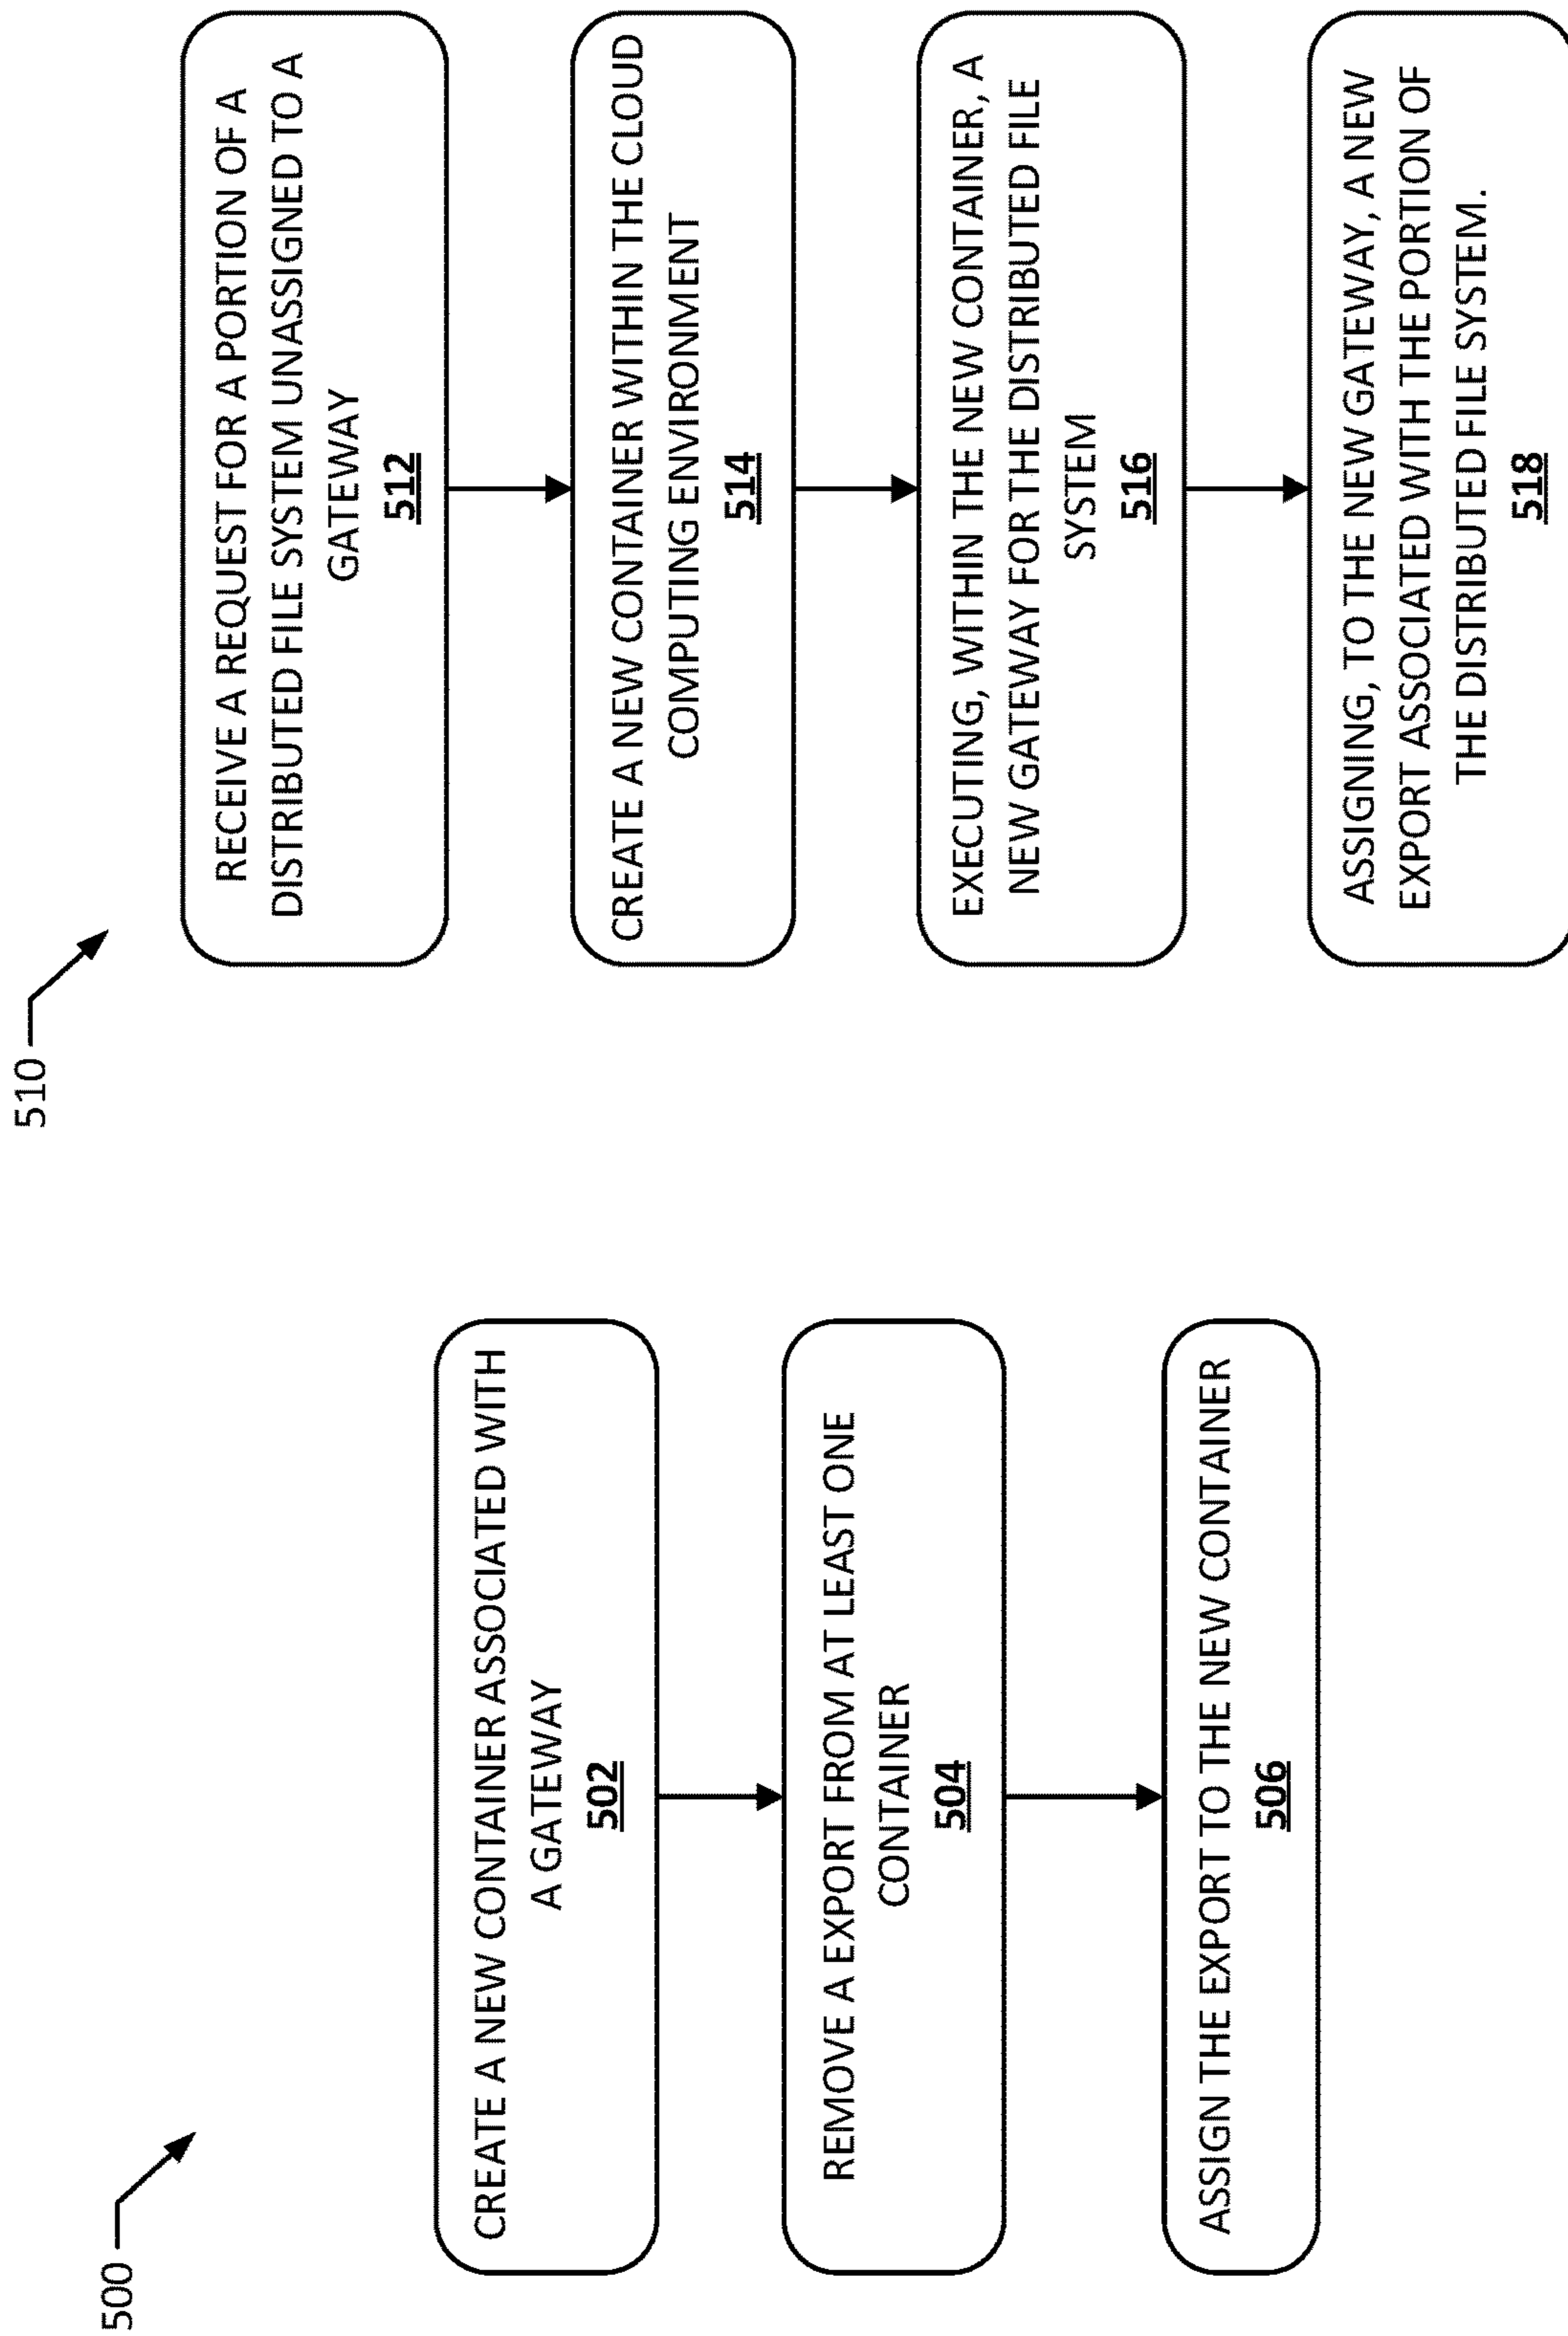 500
CREATE A NEW CONTAINER ASSOCIATED WITH
A GATEWAY
502
REMOVE A EXPORT FROM AT LEAST ONE
CONTAINER
504
ASSIGN THE EXPORT TO THE NEW CONTAINER
506
510
RECEIVE A REQUEST FOR A PORTION OF A
DISTRIBUTED FILE SYSTEM UNASSIGNED TO A
GATEWAY
512
CREATE A NEW CONTAINER WITHIN THE CLOUD
COMPUTING ENVIRONMENT
514
EXECUTING, WITHIN THE NEW CONTAINER, A
NEW GATEWAY FOR THE DISTRIBUTED FILE
SYSTEM
516
ASSIGNING, TO THE NEW GATEWAY, A NEW
EXPORT ASSOCIATED WITH THE PORTION OF
THE DISTRIBUTED FILE SYSTEM.
518